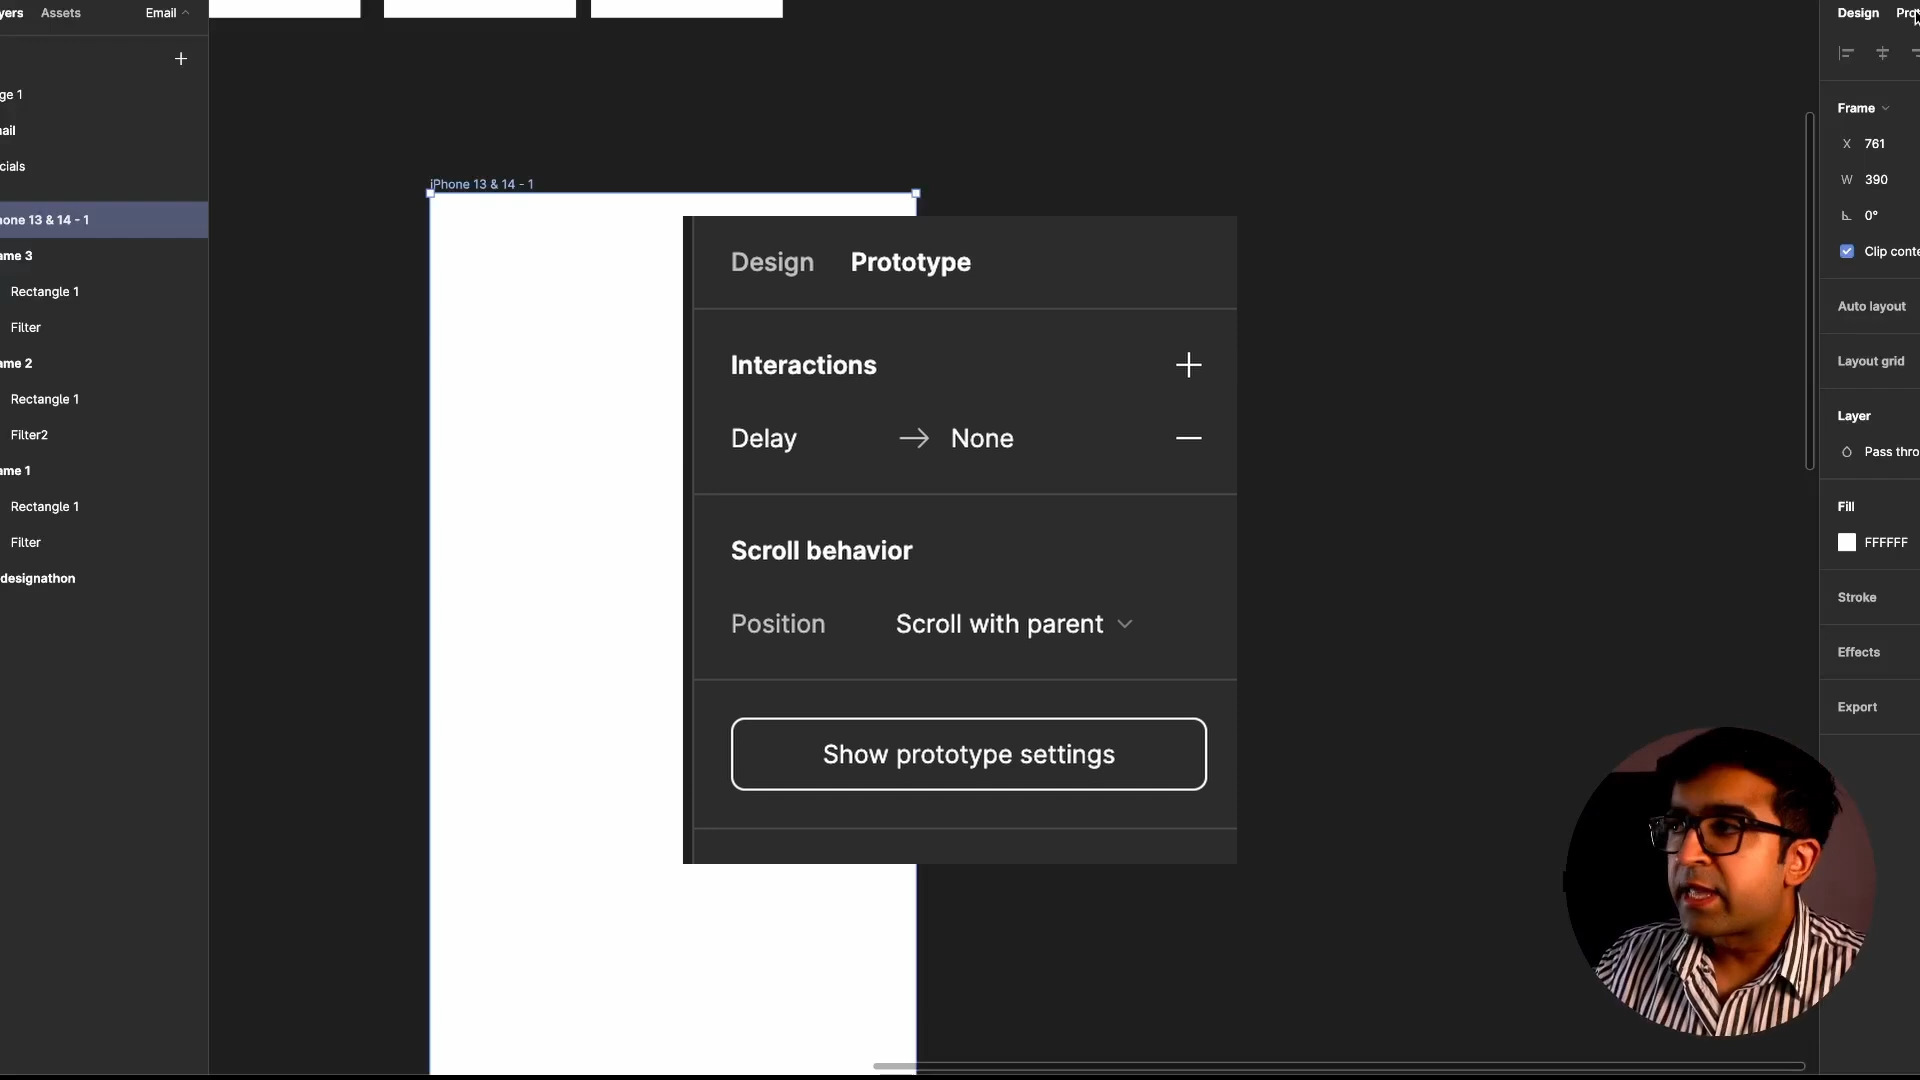 yers Assets Email
ge 1
nail
cials
hone 13 & 14 - 1
ame 3
Rectangle 1
Filter
ame 2
Rectangle 1
Filter2
ame 1
Rectangle 1
Filter
designathon
iPhone 13 & 14 - 1
Design Prototype
Interactions
Delay → None
Scroll behavior
Position Scroll with parent
Show prototype settings
Design Pro
Frame
X 761
W 390
0°
Clip conte
Auto layout
Layout grid
Layer
Pass thro
Fill
FFFFFF
Stroke
Effects
Export